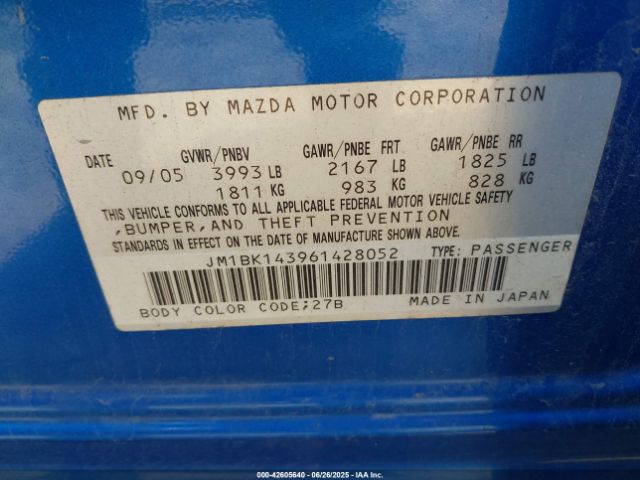 MFD. BY MAZDA MOTOR CORPORATION
DATE GVWR/PNBV GAWR/PNBE FRT GAWR/PNBE RR
09/05 3993 LB 2167 LB 1825 LB
1811 KG 983 KG 828 KG
THIS VEHICLE CONFORMS TO ALL APPLICABLE FEDERAL MOTOR VEHICLE SAFETY
,BUMPER,AND THEFT PREVENTION
STANDARDS IN EFFECT ON THE DATE OF MANUFACTURE SHOWN ABOVE.
JM1BK143961428052 TYPE: PASSENGER
BODY COLOR CODE;27B MADE IN JAPAN
000-42605640 - 06/26/2025 - IAA Inc.